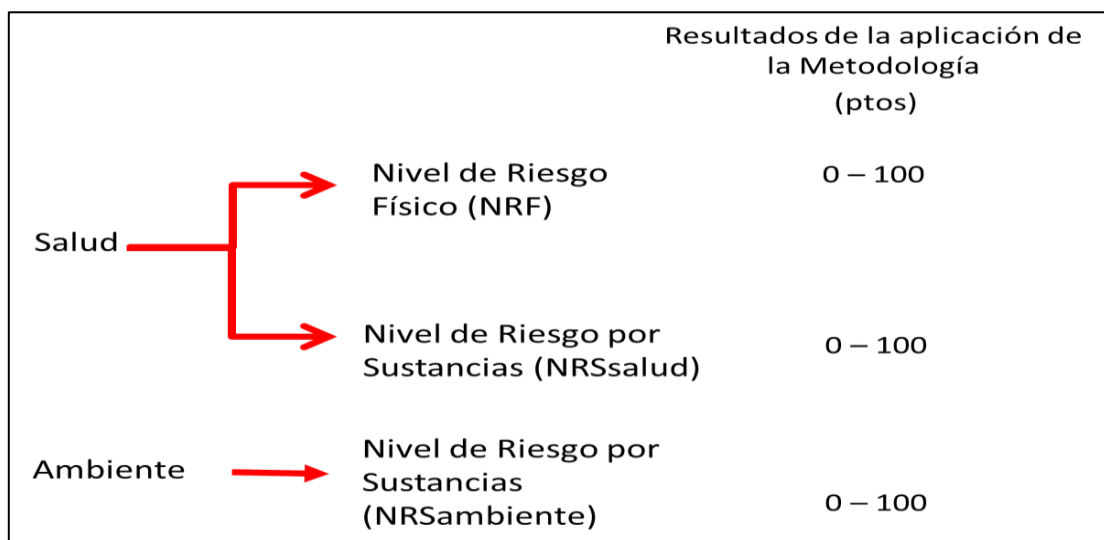 Resultados de la aplicación de
la Metodología
(ptos)
Salud
Nivel de Riesgo
Físico (NRF)
0 – 100
Nivel de Riesgo por
Sustancias (NRSsalud)
0 – 100
Ambiente
Nivel de Riesgo por
Sustancias
(NRSambiente)
0 – 100